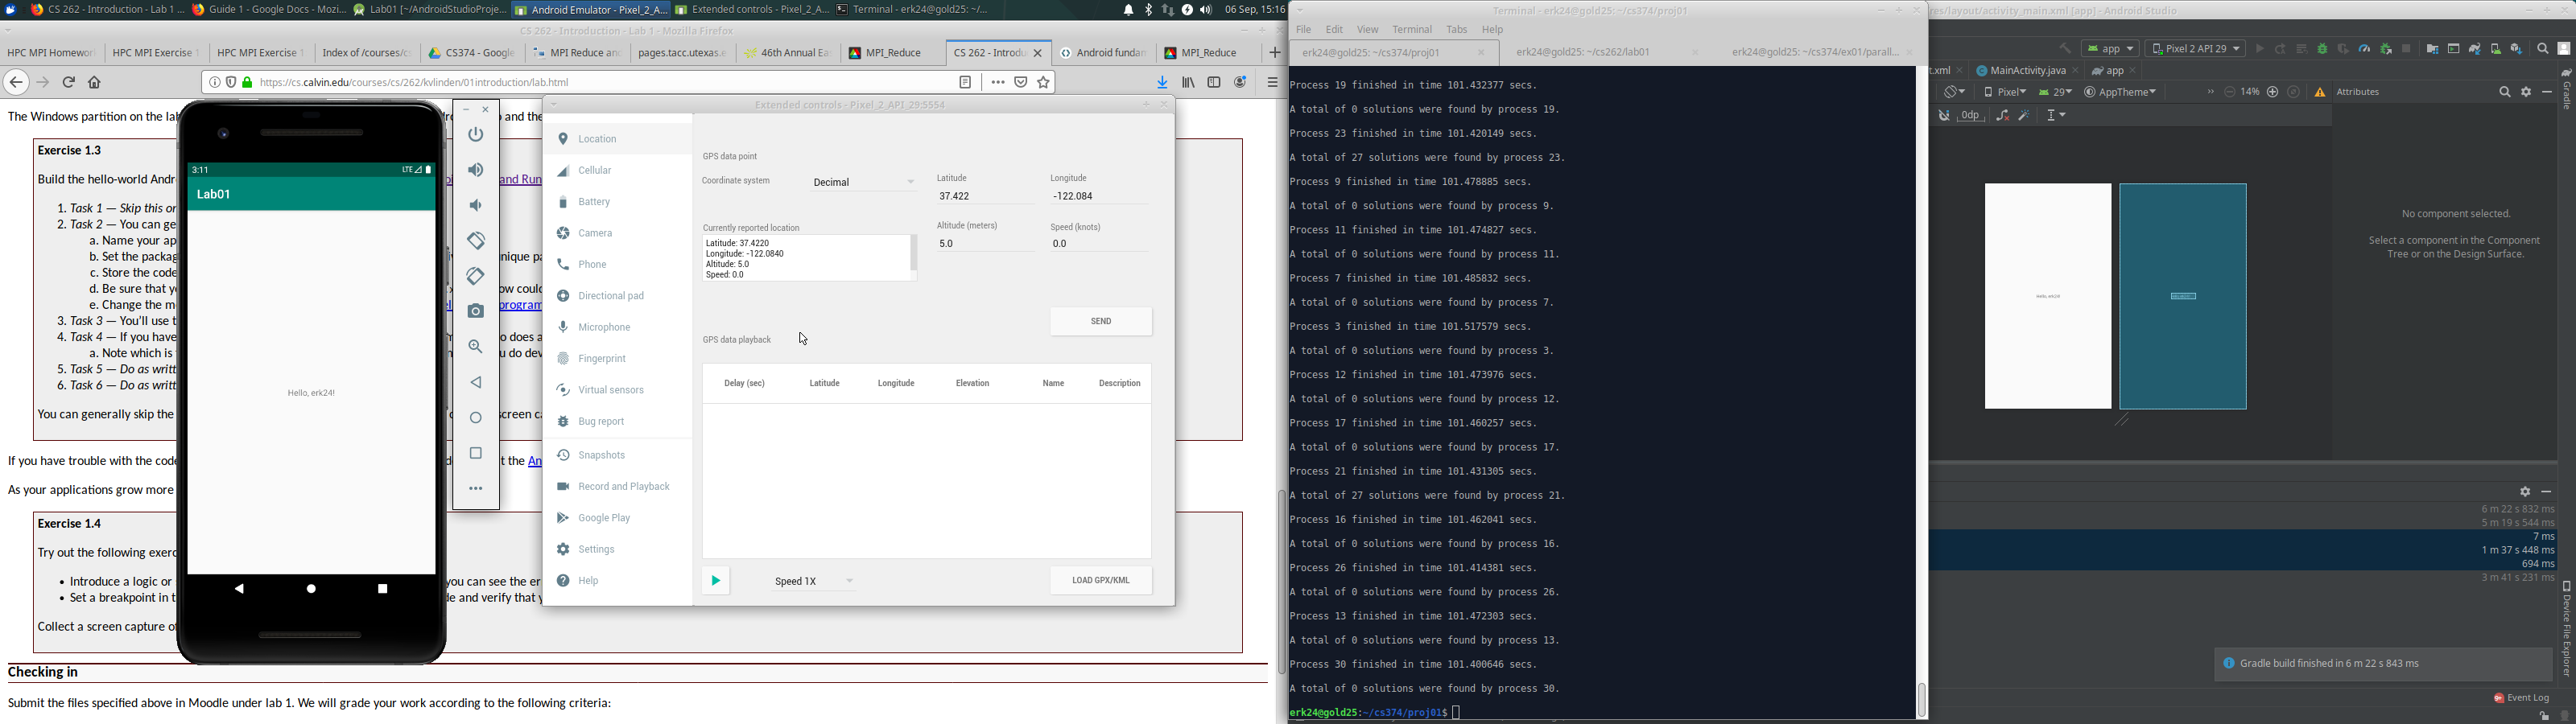 CS 262 - Introduction - Lab 1 ...
Guide 1 - Google Docs - Mozi...
Lab01 [~/AndroidStudioProje...
Android Emulator - Pixel_2_A...
Extended controls - Pixel_2_A...
Terminal - erk24@gold25: ~/...
06 Sep, 15:16
CS 262 - Introduction - Lab 1 - Mozilla Firefox
HPC MPI Homewor
HPC MPI Exercise 1
HPC MPI Exercise 1
Index of /courses/c
CS374 - Google
MPI Reduce and
pages.tacc.utexas.e
46th Annual Ea
MPI_Reduce
CS 262 - Introdu
Android fundan
MPI_Reduce
https://cs.calvin.edu/courses/cs/262/kvlinden/01introduction/lab.html
The Windows partition on the lab
Exercise 1.3
Build the hello-world Andr
and Run
1. Task 1 — Skip this or
2. Task 2 — You can ge
a. Name your ap
b. Set the packag
nique pa
c. Store the code
d. Be sure that y
ow coulc
e. Change the m
program
3. Task 3 — You'll use t
4. Task 4 — If you have
o does a
a. Note which is
u do dev
5. Task 5 — Do as writt
6. Task 6 — Do as writt
You can generally skip the
screen ca
If you have trouble with the code
t the An
As your applications grow more
Exercise 1.4
Try out the following exerc
• Introduce a logic or
you can see the er
• Set a breakpoint in t
de and verify that y
Collect a screen capture o
Checking in
Submit the files specified above in Moodle under lab 1. We will grade your work according to the following criteria:
3:11
LTE
Lab01
Hello, erk24!
Extended controls - Pixel_2_API_29:5554
Location
Cellular
Battery
Camera
Phone
Directional pad
Microphone
Fingerprint
Virtual sensors
Bug report
Snapshots
Record and Playback
Google Play
Settings
Help
GPS data point
Coordinate system
Decimal
Latitude
37.422
Longitude
-122.084
Altitude (meters)
5.0
Speed (knots)
0.0
Currently reported location
Latitude: 37.4220
Longitude: -122.0840
Altitude: 5.0
Speed: 0.0
SEND
GPS data playback
Delay (sec) Latitude Longitude Elevation Name Description
Speed 1X
LOAD GPX/KML
Terminal - erk24@gold25: ~/cs374/proj01
File Edit View Terminal Tabs Help
erk24@gold25: ~/cs374/proj01
erk24@gold25: ~/cs262/lab01
erk24@gold25: ~/cs374/ex01/parall...
Process 19 finished in time 101.432377 secs.
A total of 0 solutions were found by process 19.
Process 23 finished in time 101.420149 secs.
A total of 27 solutions were found by process 23.
Process 9 finished in time 101.478885 secs.
A total of 0 solutions were found by process 9.
Process 11 finished in time 101.474827 secs.
A total of 0 solutions were found by process 11.
Process 7 finished in time 101.485832 secs.
A total of 0 solutions were found by process 7.
Process 3 finished in time 101.517579 secs.
A total of 0 solutions were found by process 3.
Process 12 finished in time 101.473976 secs.
A total of 0 solutions were found by process 12.
Process 17 finished in time 101.460257 secs.
A total of 0 solutions were found by process 17.
Process 21 finished in time 101.431305 secs.
A total of 27 solutions were found by process 21.
Process 16 finished in time 101.462041 secs.
A total of 0 solutions were found by process 16.
Process 26 finished in time 101.414381 secs.
A total of 0 solutions were found by process 26.
Process 13 finished in time 101.472303 secs.
A total of 0 solutions were found by process 13.
Process 30 finished in time 101.400646 secs.
A total of 0 solutions were found by process 30.
erk24@gold25:~/cs374/proj01$
res/layout/activity_main.xml [app] - Android Studio
app
Pixel 2 API 29
t.xml
MainActivity.java
app
Pixel
29
AppTheme
14%
Attributes
0dp
Gradle
Hello, erk24!
No component selected.
Select a component in the Component
Tree or on the Design Surface.
6 m 22 s 832 ms
5 m 19 s 544 ms
7 ms
1 m 37 s 448 ms
694 ms
3 m 41 s 231 ms
Device File Explorer
Gradle build finished in 6 m 22 s 843 ms
Event Log